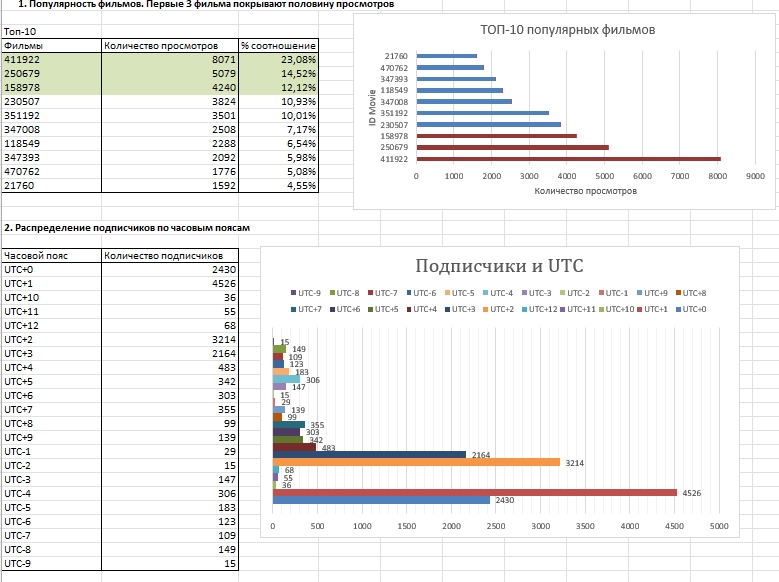 1. Популярность фильмов. Первые 3 фильма покрывают половину просмотров
Топ-10
Фильмы Количество просмотров % соотношение
411922 8071 23,08%
250679 5079 14,52%
158978 4240 12,12%
230507 3824 10,93%
351192 3501 10,01%
347008 2508 7,17%
118549 2288 6,54%
347393 2092 5,98%
470762 1776 5,08%
21760 1592 4,55%
ТОП-10 популярных фильмов
ID Movie
21760
470762
347393
118549
347008
351192
230507
158978
250679
411922
0 1000 2000 3000 4000 5000 6000 7000 8000 9000
Количество просмотров
2. Распределение подписчиков по часовым поясам
Часовой пояс Количество подписчиков
UTC+0 2430
UTC+1 4526
UTC+10 36
UTC+11 55
UTC+12 68
UTC+2 3214
UTC+3 2164
UTC+4 483
UTC+5 342
UTC+6 303
UTC+7 355
UTC+8 99
UTC+9 139
UTC-1 29
UTC-2 15
UTC-3 147
UTC-4 306
UTC-5 183
UTC-6 123
UTC-7 109
UTC-8 149
UTC-9 15
Подписчики и UTC
UTC-9 UTC-8 UTC-7 UTC-6 UTC-5 UTC-4 UTC-3 UTC-2 UTC-1 UTC+9 UTC+8
UTC+7 UTC+6 UTC+5 UTC+4 UTC+3 UTC+2 UTC+12 UTC+11 UTC+10 UTC+1 UTC+0
15
149
109
123
183
306
147
15
29
139
99
355
303
342
483
2164
3214
68
55
36
4526
2430
0 500 1000 1500 2000 2500 3000 3500 4000 4500 5000